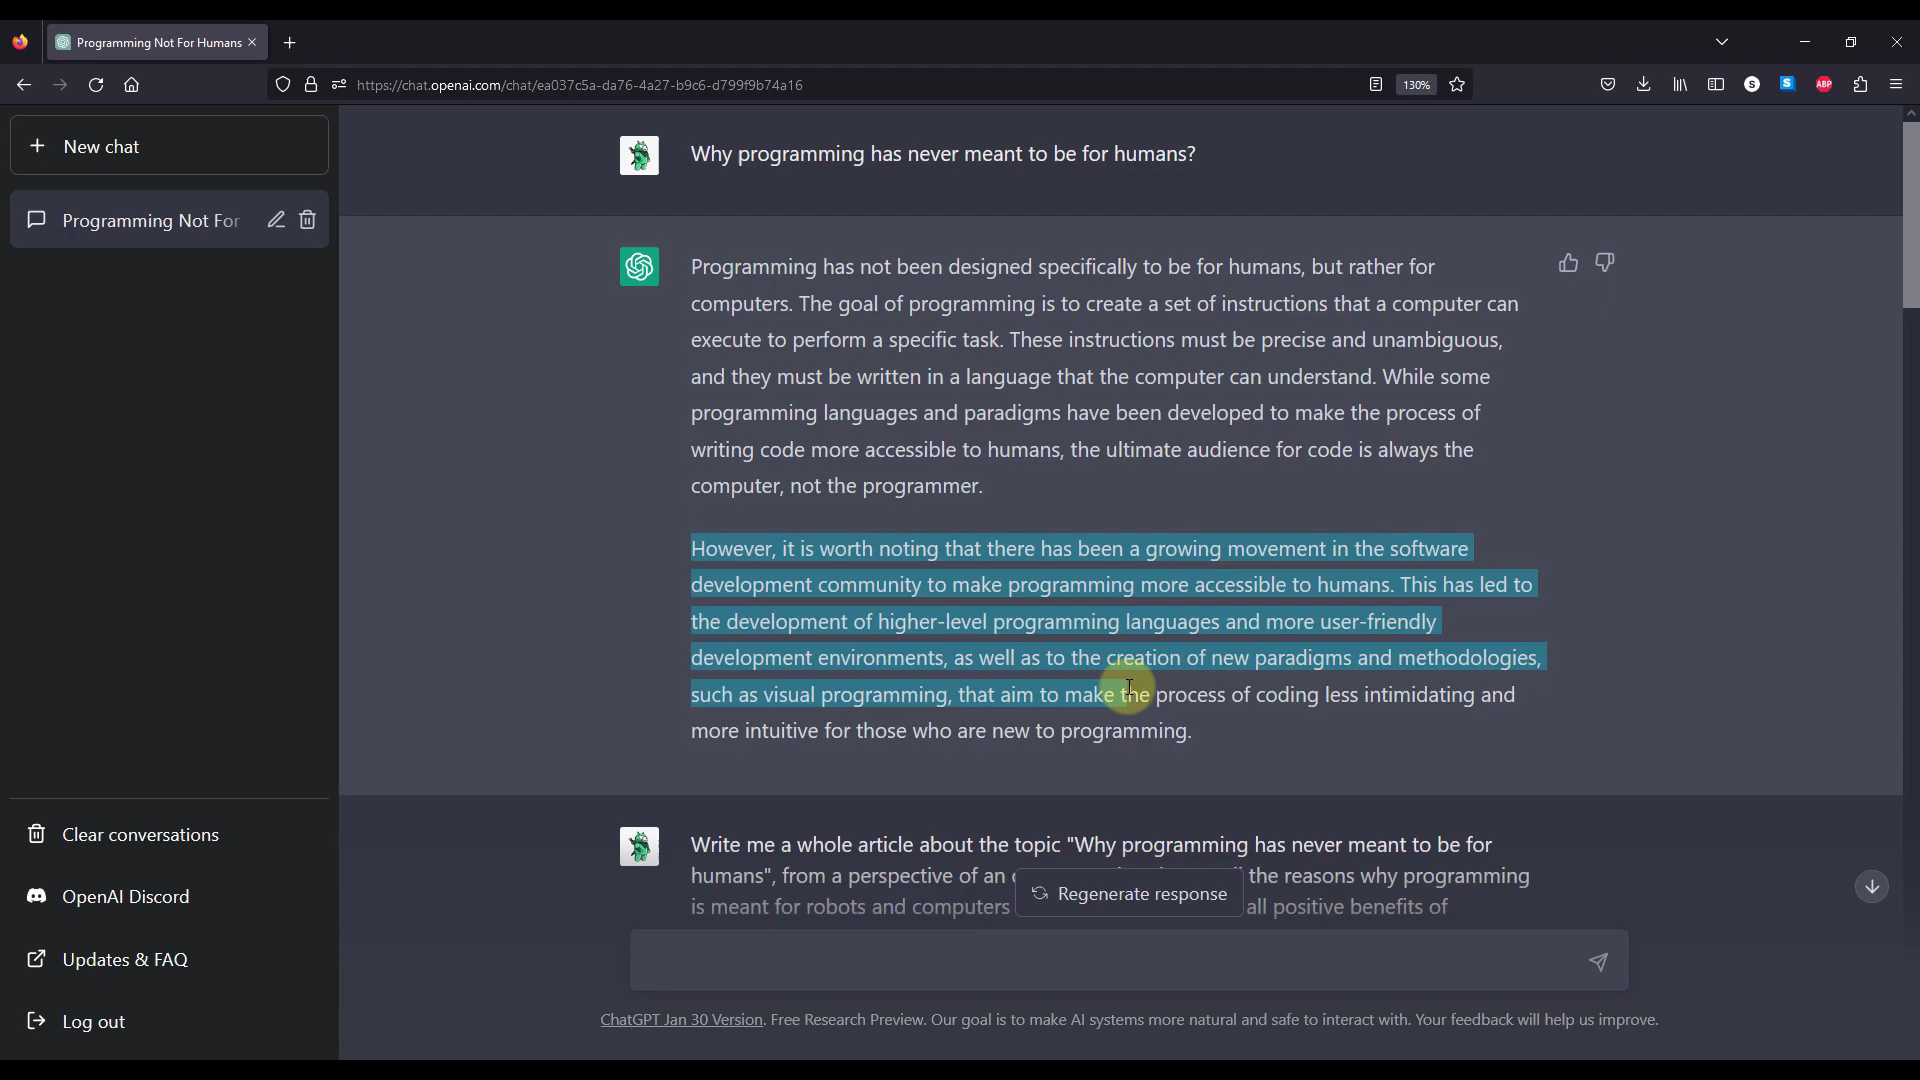 Programming Not For Humans
https://chat.openai.com/chat/ea037c5a-da76-4a27-b9c6-d799f9b74a16
130%
S
S
ABP
New chat
Programming Not For
Clear conversations
OpenAI Discord
Updates & FAQ
Log out
Why programming has never meant to be for humans?
Programming has not been designed specifically to be for humans, but rather for
computers. The goal of programming is to create a set of instructions that a computer can
execute to perform a specific task. These instructions must be precise and unambiguous,
and they must be written in a language that the computer can understand. While some
programming languages and paradigms have been developed to make the process of
writing code more accessible to humans, the ultimate audience for code is always the
computer, not the programmer.
However, it is worth noting that there has been a growing movement in the software
development community to make programming more accessible to humans. This has led to
the development of higher-level programming languages and more user-friendly
development environments, as well as to the creation of new paradigms and methodologies,
such as visual programming, that aim to make the process of coding less intimidating and
more intuitive for those who are new to programming.
Write me a whole article about the topic "Why programming has never meant to be for
humans", from a perspective of an the reasons why programming
is meant for robots and computers all positive benefits of
Regenerate response
ChatGPT Jan 30 Version. Free Research Preview. Our goal is to make AI systems more natural and safe to interact with. Your feedback will help us improve.